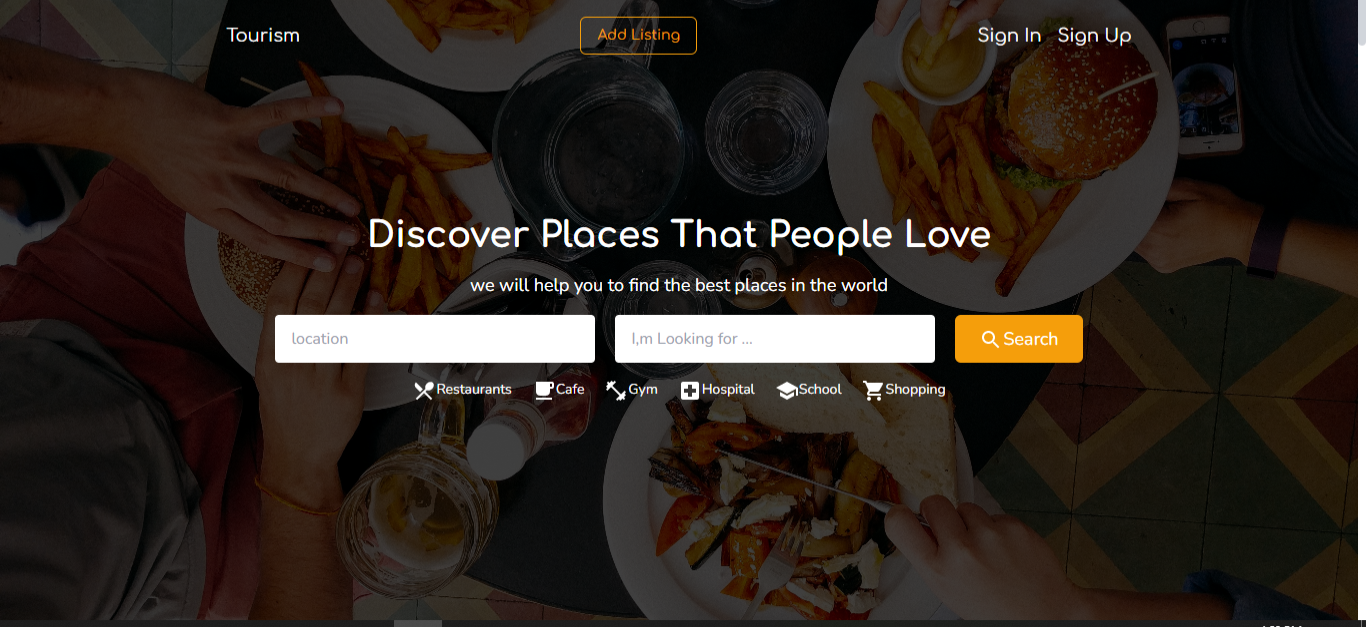 Tourism
Add Listing
Sign In Sign Up
Discover Places That People Love
we will help you to find the best places in the world
location
I,m Looking for ...
Search
Restaurants Cafe Gym Hospital School Shopping